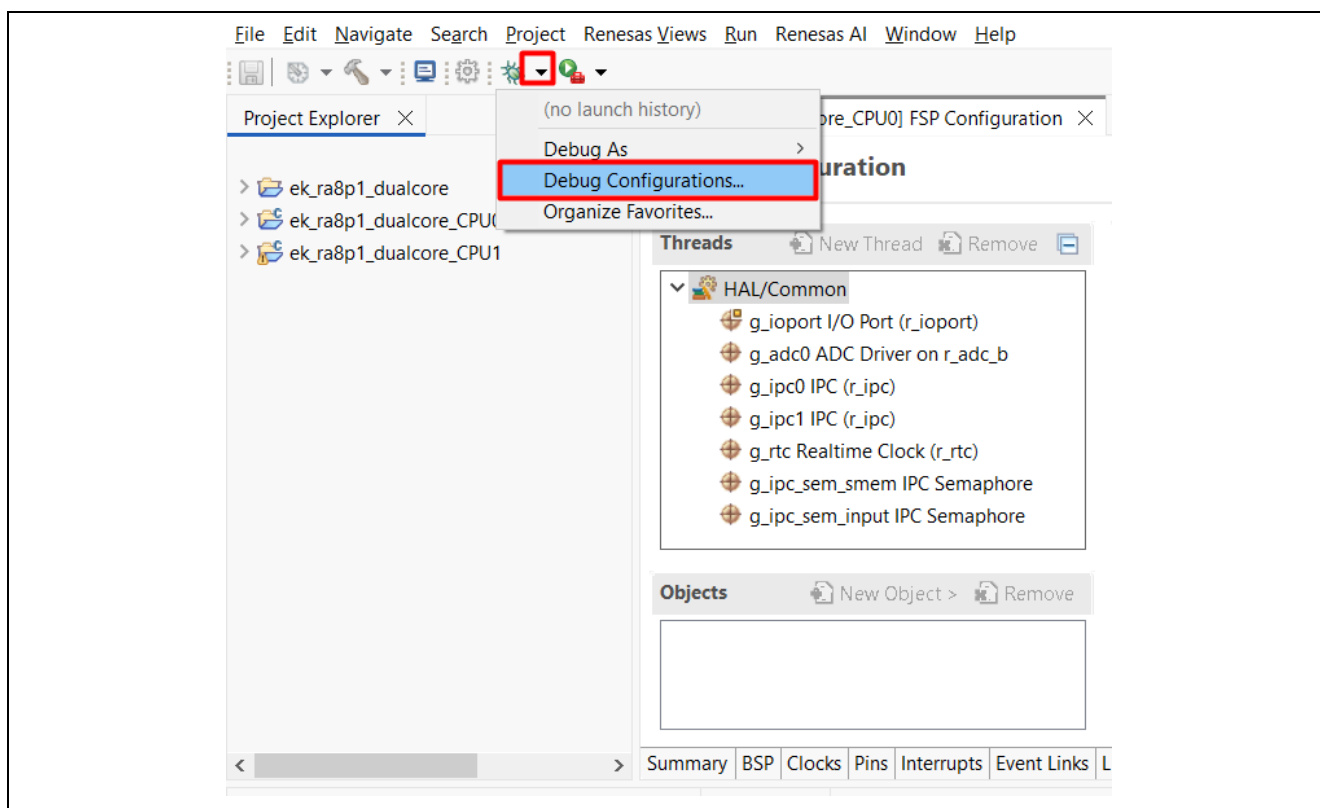 File Edit Navigate Search Project Renesas Views Run Renesas AI Window Help
Project Explorer
(no launch history)
Debug As
Debug Configurations...
Organize Favorites...
ore_CPU0] FSP Configuration
uration
ek_ra8p1_dualcore
ek_ra8p1_dualcore_CPU
ek_ra8p1_dualcore_CPU1
Threads New Thread Remove
HAL/Common
g_ioport I/O Port (r_ioport)
g_adc0 ADC Driver on r_adc_b
g_ipc0 IPC (r_ipc)
g_ipc1 IPC (r_ipc)
g_rtc Realtime Clock (r_rtc)
g_ipc_sem_smem IPC Semaphore
g_ipc_sem_input IPC Semaphore
Objects New Object > Remove
Summary BSP Clocks Pins Interrupts Event Links L